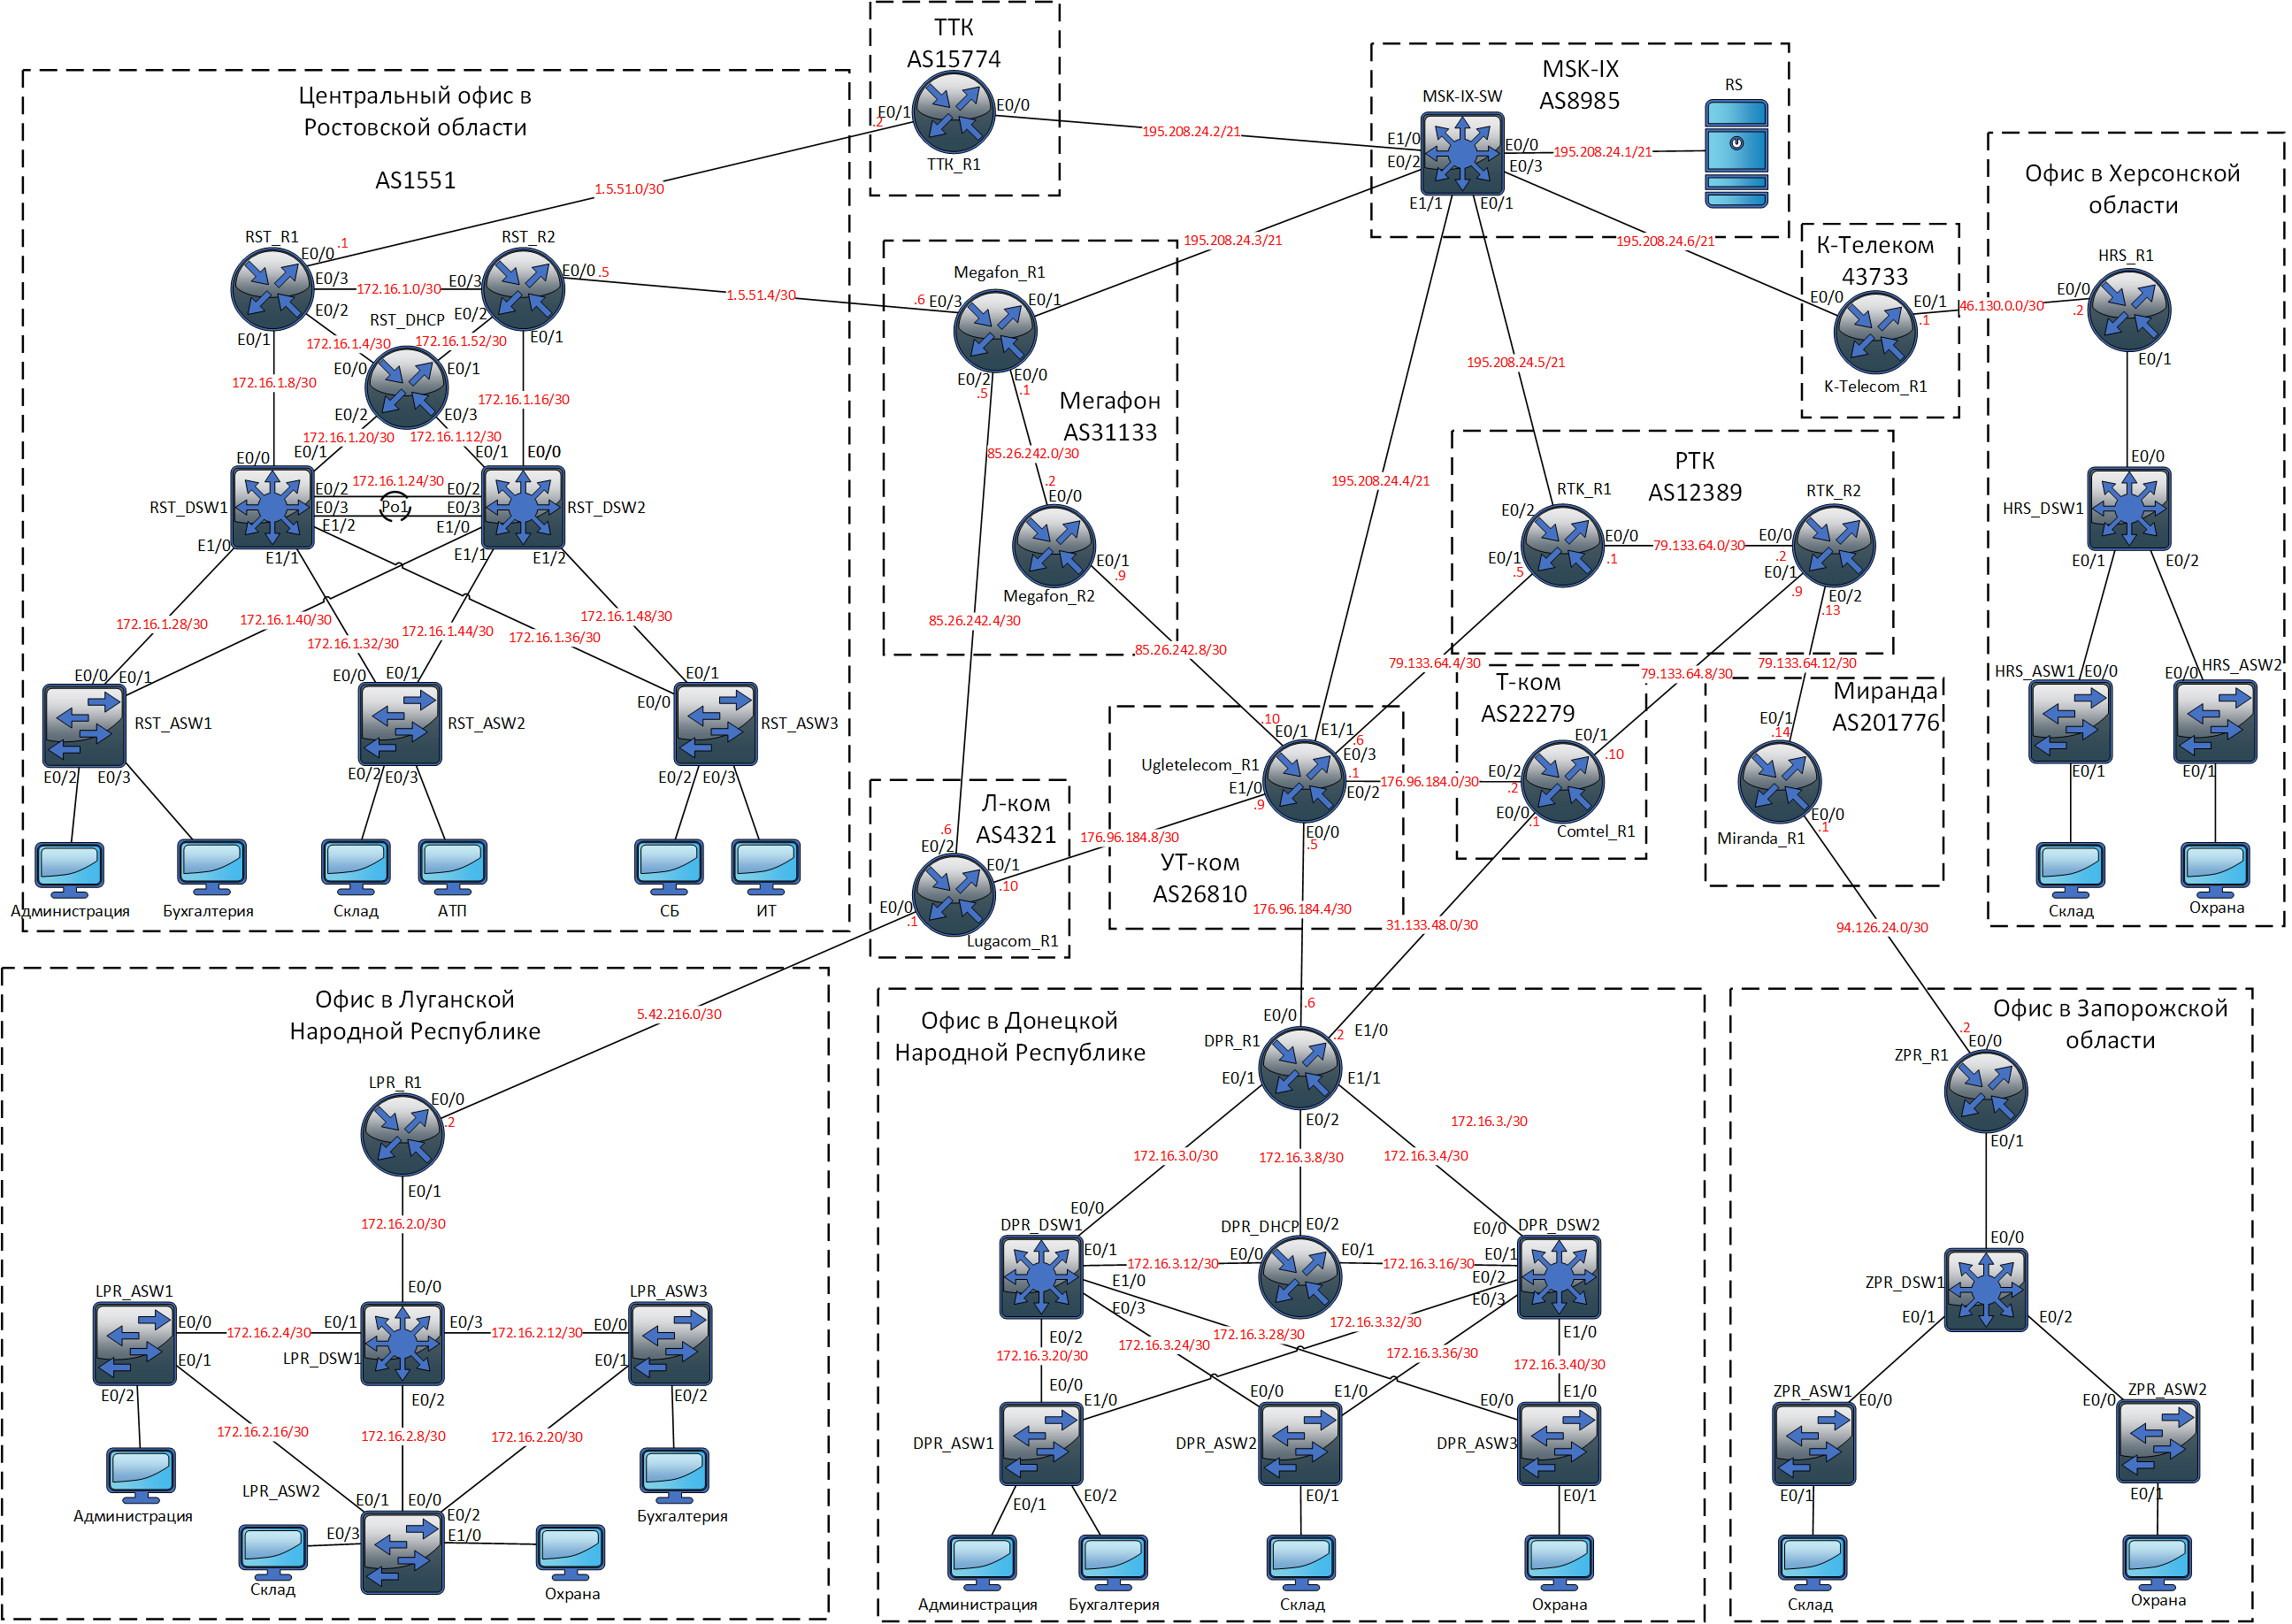 Центральный офис в
Ростовской области
AS1551
RST_R1
E0/0
.1
E0/3
E0/2
E0/1
172.16.1.0/30
RST_R2
E0/0
.5
E0/3
E0/2
E0/1
RST_DHCP
172.16.1.4/30
172.16.1.52/30
E0/0
E0/1
E0/2
E0/3
172.16.1.8/30
172.16.1.16/30
172.16.1.20/30
172.16.1.12/30
E0/0
E0/1
E0/1
E0/0
172.16.1.24/30
RST_DSW1
E0/2
E0/2
E0/3
Po1
E0/3
RST_DSW2
E1/2
E1/0
E1/0
E1/1
E1/1
E1/2
172.16.1.28/30
172.16.1.40/30
172.16.1.32/30
172.16.1.44/30
172.16.1.36/30
172.16.1.48/30
E0/0
E0/1
E0/0
E0/1
E0/0
E0/1
RST_ASW1
RST_ASW2
RST_ASW3
E0/2
E0/3
E0/2
E0/3
E0/2
E0/3
Администрация
Бухгалтерия
Склад
АТП
СБ
ИТ
1.5.51.0/30
1.5.51.4/30
ТТК
AS15774
E0/1
.2
E0/0
TTK_R1
195.208.24.2/21
MSK-IX
AS8985
MSK-IX-SW
RS
E1/0
E0/2
E0/0
E0/3
E1/1
E0/1
195.208.24.1/21
195.208.24.3/21
195.208.24.6/21
195.208.24.5/21
195.208.24.4/21
Megafon_R1
.6
E0/3
E0/1
E0/2
.5
E0/0
.1
Мегафон
AS31133
85.26.242.0/30
.2
E0/0
E0/1
.9
Megafon_R2
85.26.242.4/30
85.26.242.8/30
К-Телеком
43733
E0/0
E0/1
.1
K-Telecom_R1
46.130.0.0/30
Офис в Херсонской
области
HRS_R1
E0/0
.2
E0/1
E0/0
HRS_DSW1
E0/1
E0/2
HRS_ASW1
E0/0
E0/0
HRS_ASW2
E0/1
E0/1
Склад
Охрана
РТК
AS12389
RTK_R1
E0/2
E0/0
.1
E0/1
.5
79.133.64.0/30
RTK_R2
E0/0
.2
E0/1
.9
E0/2
.13
79.133.64.4/30
79.133.64.8/30
79.133.64.12/30
Т-ком
AS22279
E0/1
.10
E0/2
.2
E0/0
.1
Comtel_R1
Миранда
AS201776
E0/1
.14
E0/0
.1
Miranda_R1
94.126.24.0/30
.10
E0/1
E1/1
.6
E0/3
Ugletelecom_R1
.1
E1/0
E0/2
.9
E0/0
.5
176.96.184.0/30
УТ-ком
AS26810
176.96.184.8/30
176.96.184.4/30
31.133.48.0/30
Л-ком
AS4321
.6
E0/2
E0/1
.10
E0/0
.1
Lugacom_R1
5.42.216.0/30
Офис в Луганской
Народной Республике
LPR_R1
E0/0
.2
E0/1
172.16.2.0/30
LPR_ASW1
E0/0
LPR_ASW3
E0/0
172.16.2.4/30
E0/1
E0/3
172.16.2.12/30
E0/0
E0/1
LPR_DSW1
E0/1
E0/2
E0/2
E0/2
172.16.2.16/30
172.16.2.8/30
172.16.2.20/30
LPR_ASW2
E0/1
E0/0
E0/2
E0/3
E1/0
Администрация
Бухгалтерия
Склад
Охрана
Офис в Донецкой
Народной Республике
.6
E0/0
.2
E1/0
DPR_R1
E0/1
E1/1
E0/2
172.16.3./30
172.16.3.0/30
172.16.3.8/30
172.16.3.4/30
E0/0
DPR_DSW1
DPR_DHCP
E0/2
E0/0
DPR_DSW2
E0/1
172.16.3.12/30
E0/0
E0/1
172.16.3.16/30
E0/1
E1/0
E0/2
E0/3
E0/3
E0/2
172.16.3.32/30
172.16.3.28/30
E1/0
172.16.3.20/30
172.16.3.24/30
172.16.3.36/30
172.16.3.40/30
E0/0
E1/0
E0/0
E1/0
E0/0
E1/0
DPR_ASW1
DPR_ASW2
DPR_ASW3
E0/1
E0/2
E0/1
E0/1
Администрация
Бухгалтерия
Склад
Охрана
Офис в Запорожской
области
.2
E0/0
ZPR_R1
E0/1
E0/0
ZPR_DSW1
E0/1
E0/2
ZPR_ASW1
E0/0
E0/0
ZPR_ASW2
E0/1
E0/1
Склад
Охрана